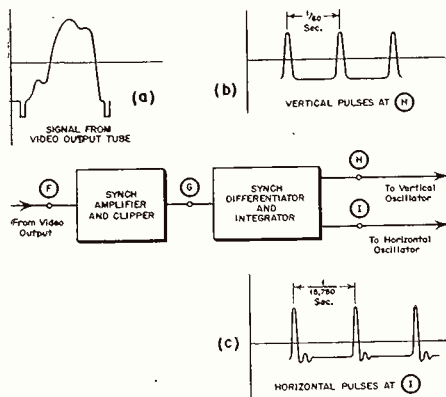 (a)
SIGNAL FROM
VIDEO OUTPUT TUBE
1/60
Sec.
(b)
VERTICAL PULSES AT H
F
From Video
Output
SYNCH
AMPLIFIER
AND CLIPPER
G
SYNCH
DIFFERENTIATOR
AND
INTEGRATOR
H
To Vertical
Oscillator
I
To Horizontal
Oscillator
1
15,750
Sec.
(c)
HORIZONTAL PULSES AT I